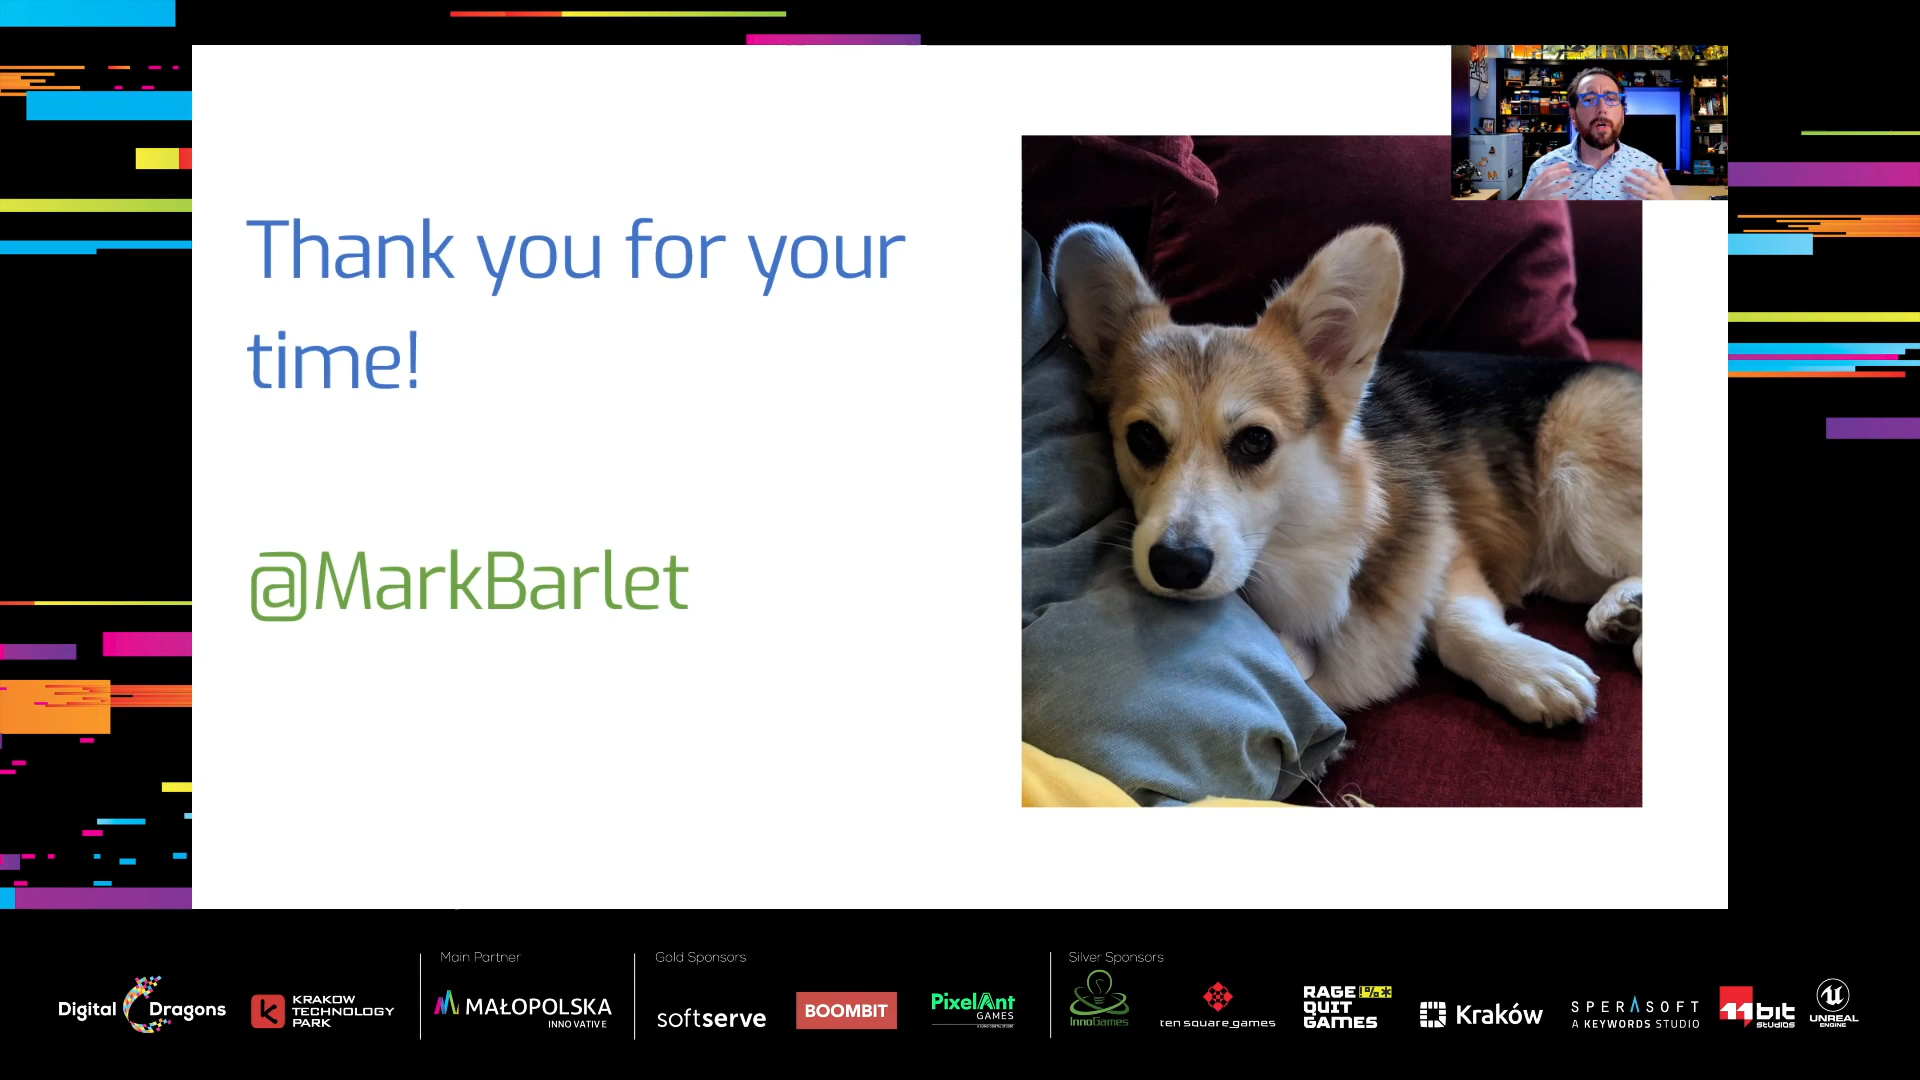 Thank you for your
time!
@MarkBarlet
Main Partner
Gold Sponsors
Silver Sponsors
Digital Dragons
KRAKOW
TECHNOLOGY
PARK
MAŁOPOLSKA
INNOVATIVE
softserve
BOOMBIT
PixelAnt
GAMES
InnoGames
ten square games
RAGE !%*
QUIT
GAMES
Kraków
SPERASOFT
A KEYWORDS STUDIO
11bit
studios
UNREAL
ENGINE